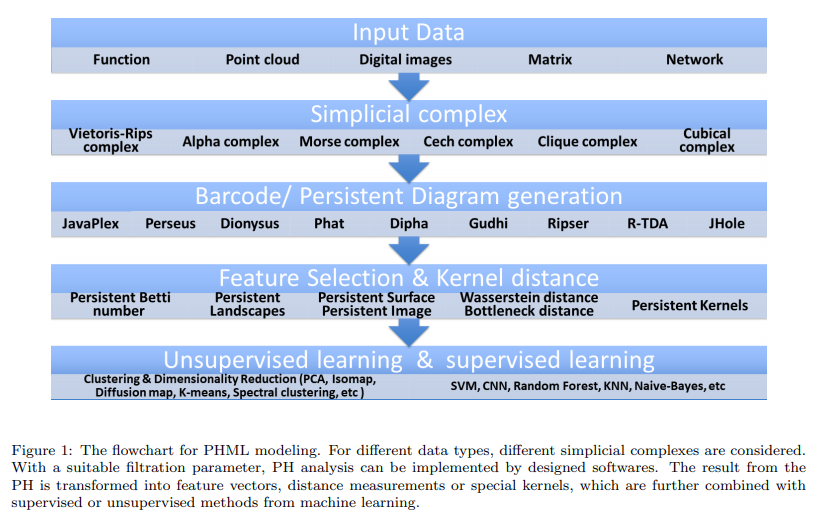 Input Data
Function Point cloud Digital images Matrix Network
Simplicial complex
Vietoris-Rips complex Alpha complex Morse complex Cech complex Clique complex Cubical complex
Barcode/ Persistent Diagram generation
JavaPlex Perseus Dionysus Phat Dipha Gudhi Ripser R-TDA JHole
Feature Selection & Kernel distance
Persistent Betti number Persistent Landscapes Persistent Surface Persistent Image Wasserstein distance Bottleneck distance Persistent Kernels
Unsupervised learning & supervised learning
Clustering & Dimensionality Reduction (PCA, Isomap,
Diffusion map, K-means, Spectral clustering, etc )
SVM, CNN, Random Forest, KNN, Naive-Bayes, etc
Figure 1: The flowchart for PHML modeling. For different data types, different simplicial complexes are considered.
With a suitable filtration parameter, PH analysis can be implemented by designed softwares. The result from the
PH is transformed into feature vectors, distance measurements or special kernels, which are further combined with
supervised or unsupervised methods from machine learning.